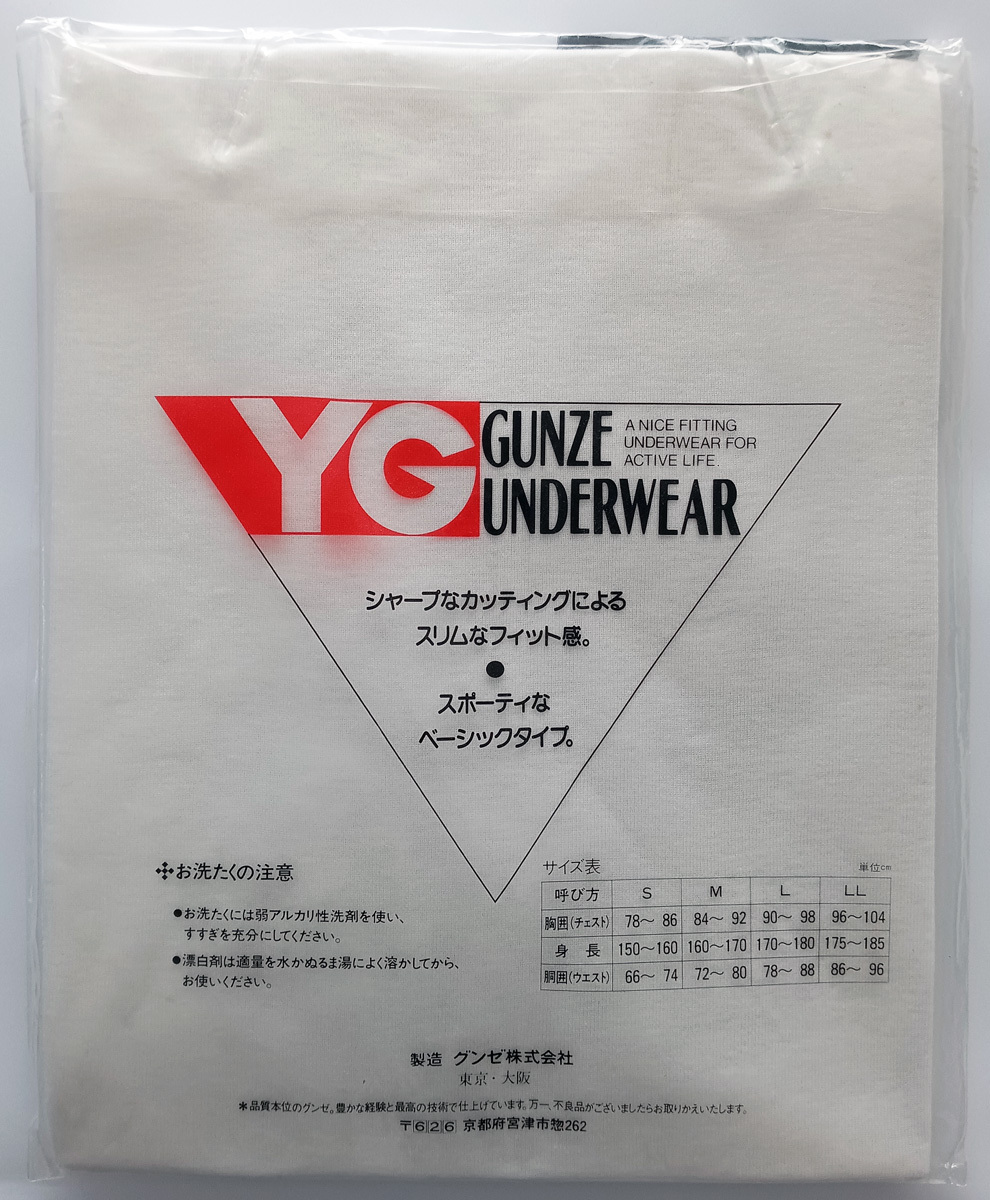 YG
GUNZE
UNDERWEAR
A NICE FITTING
UNDERWEAR FOR
ACTIVE LIFE.
シャープなカッティングによる
スリムなフィット感。
●
スポーティな
ベーシックタイプ。
お洗たくの注意
●お洗たくには弱アルカリ性洗剤を使い、
すすぎを充分にしてください。
●漂白剤は適量を水かぬるま湯によく溶かしてから、
お使いください。
サイズ表 単位cm
呼び方 S M L LL
胸囲(チェスト) 78〜86 84〜92 90〜98 96〜104
身長 150〜160 160〜170 170〜180 175〜185
胴囲(ウエスト) 66〜74 72〜80 78〜88 86〜96
製造 グンゼ株式会社
東京・大阪
＊品質本位のグンゼ。豊かな経験と最高の技術で仕上げています。万一、不良品がございましたらお取りかえいたします。
〒626 京都府宮津市惣262